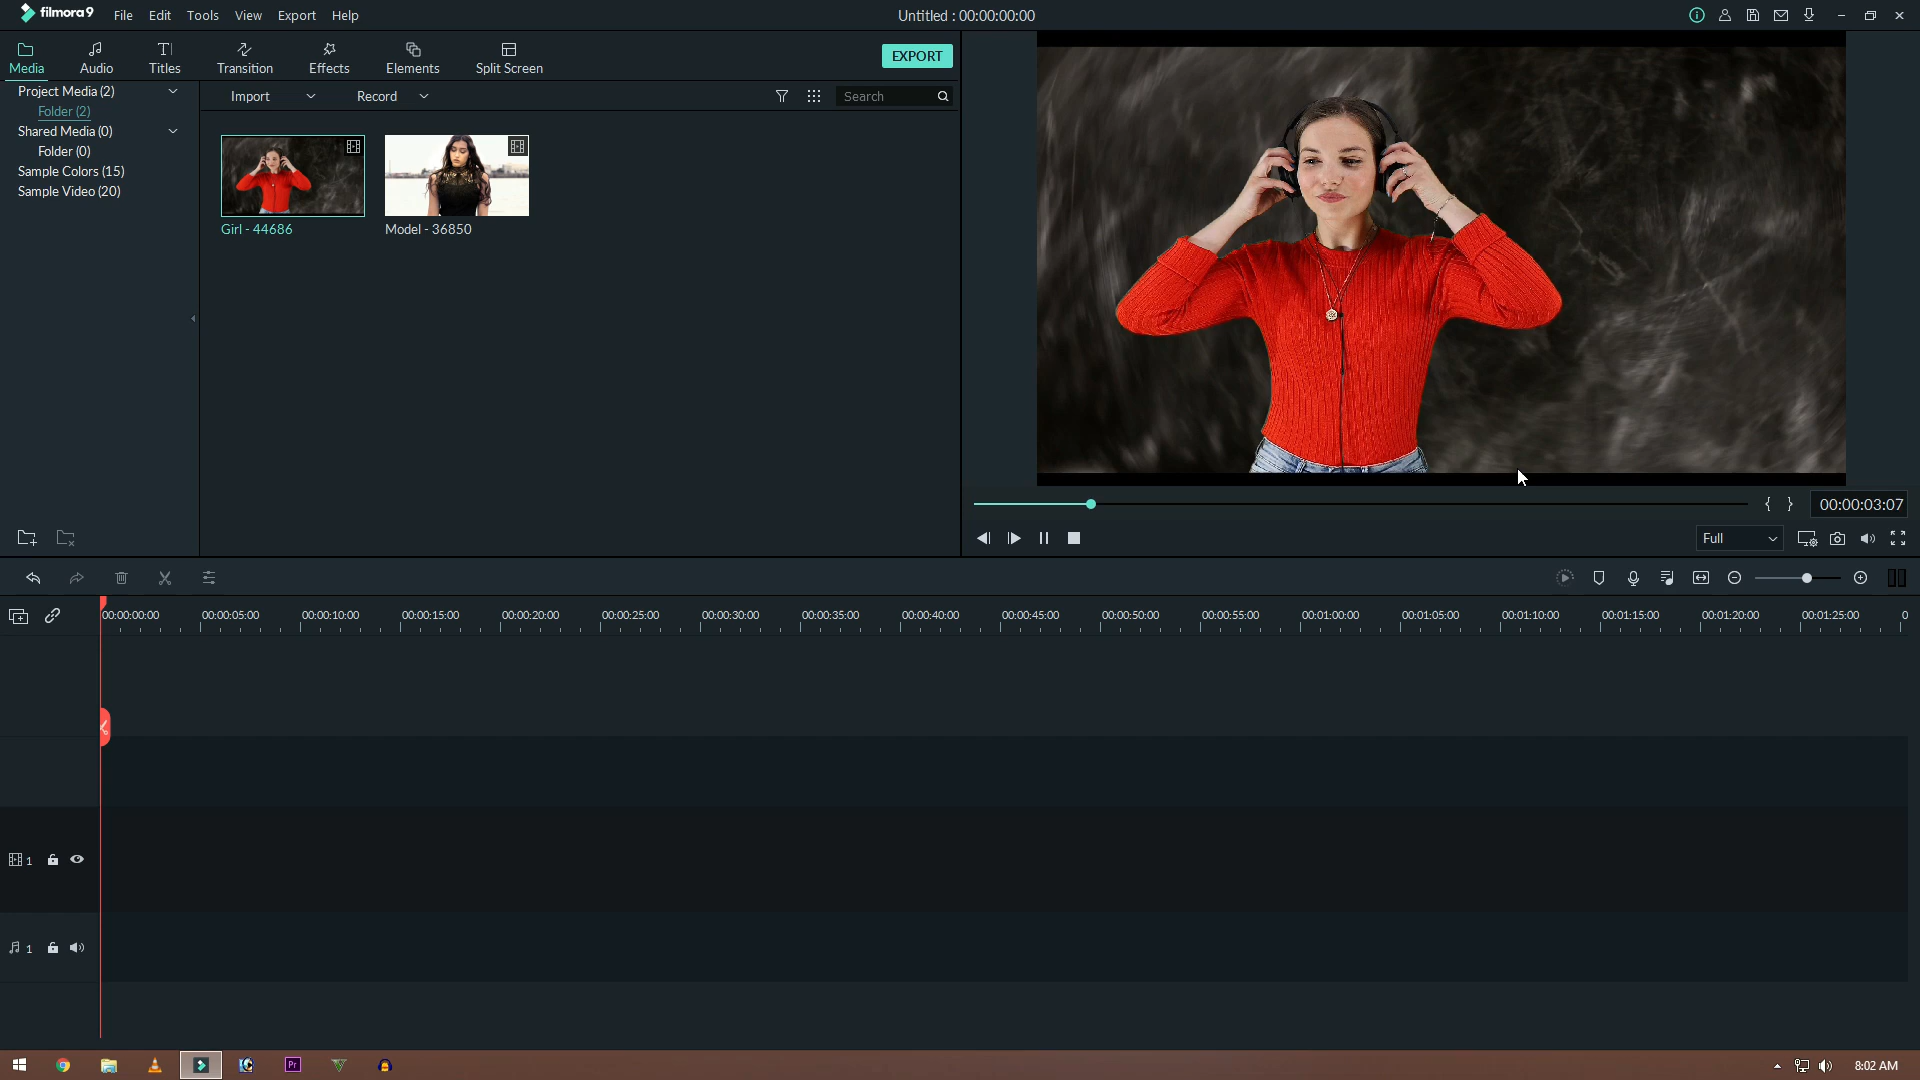 filmora9 File Edit Tools View Export Help Untitled : 00:00:00:00
Media Audio Titles Transition Effects Elements Split Screen EXPORT
Project Media (2)
Folder (2)
Shared Media (0)
Folder (0)
Sample Colors (15)
Sample Video (20)
Import Record Search
Girl - 44686 Model - 36850
{ } 00:00:03:07
Full
00:00:00:00 00:00:05:00 00:00:10:00 00:00:15:00 00:00:20:00 00:00:25:00 00:00:30:00 00:00:35:00 00:00:40:00 00:00:45:00 00:00:50:00 00:00:55:00 00:01:00:00 00:01:05:00 00:01:10:00 00:01:15:00 00:01:20:00 00:01:25:00 0
1
1
Pr 8:02 AM